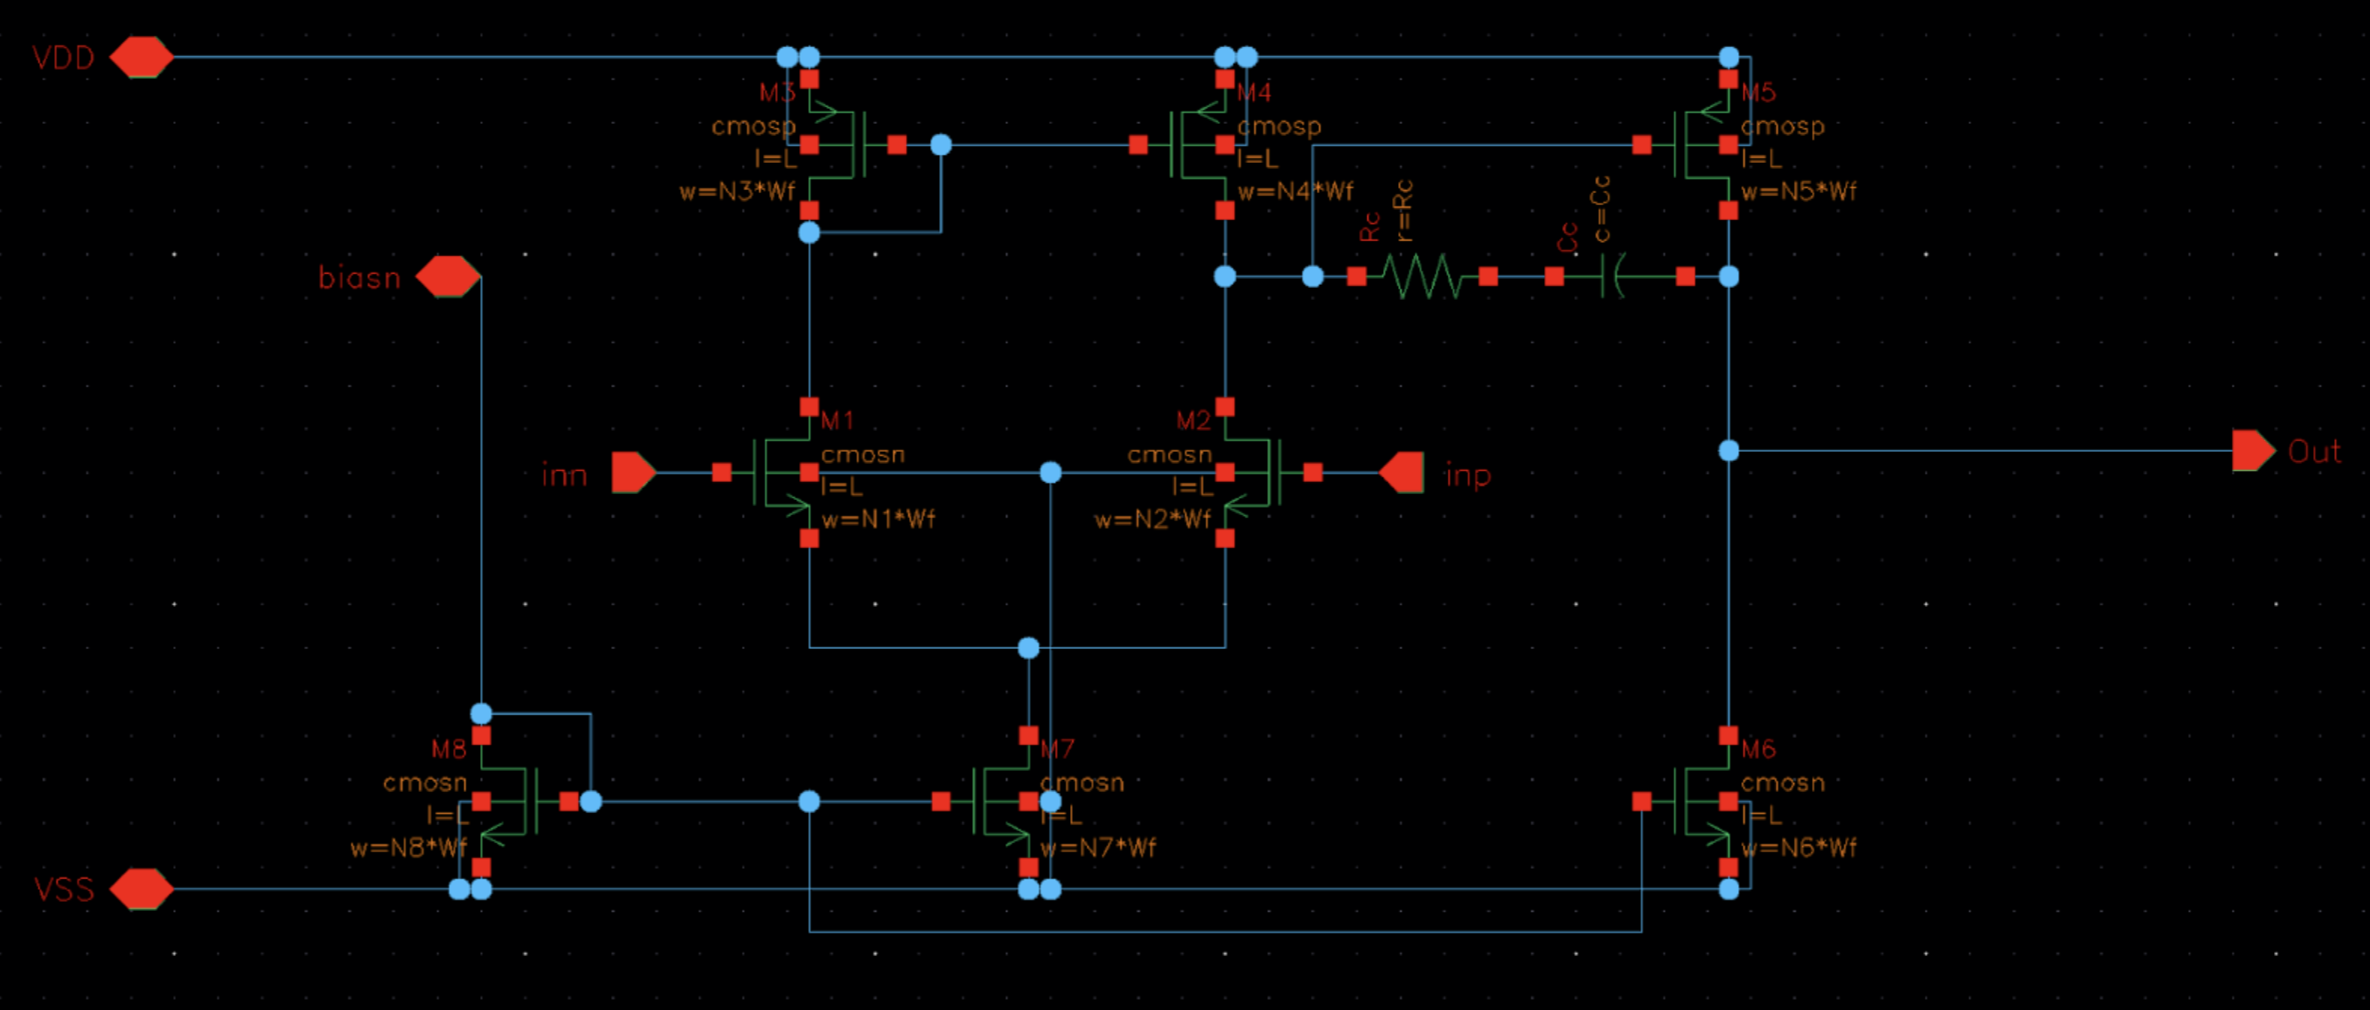 VDD
M3
cmosp
l=L
w=N3*Wf
M4
cmosp
l=L
w=N4*Wf
M5
cmosp
l=L
w=N5*Wf
Rc
r=Rc
Cc
c=Cc
biasn
inn
M1
cmosn
l=L
w=N1*Wf
M2
cmosn
l=L
w=N2*Wf
inp
Out
M8
cmosn
l=L
w=N8*Wf
M7
cmosn
l=L
w=N7*Wf
M6
cmosn
l=L
w=N6*Wf
VSS